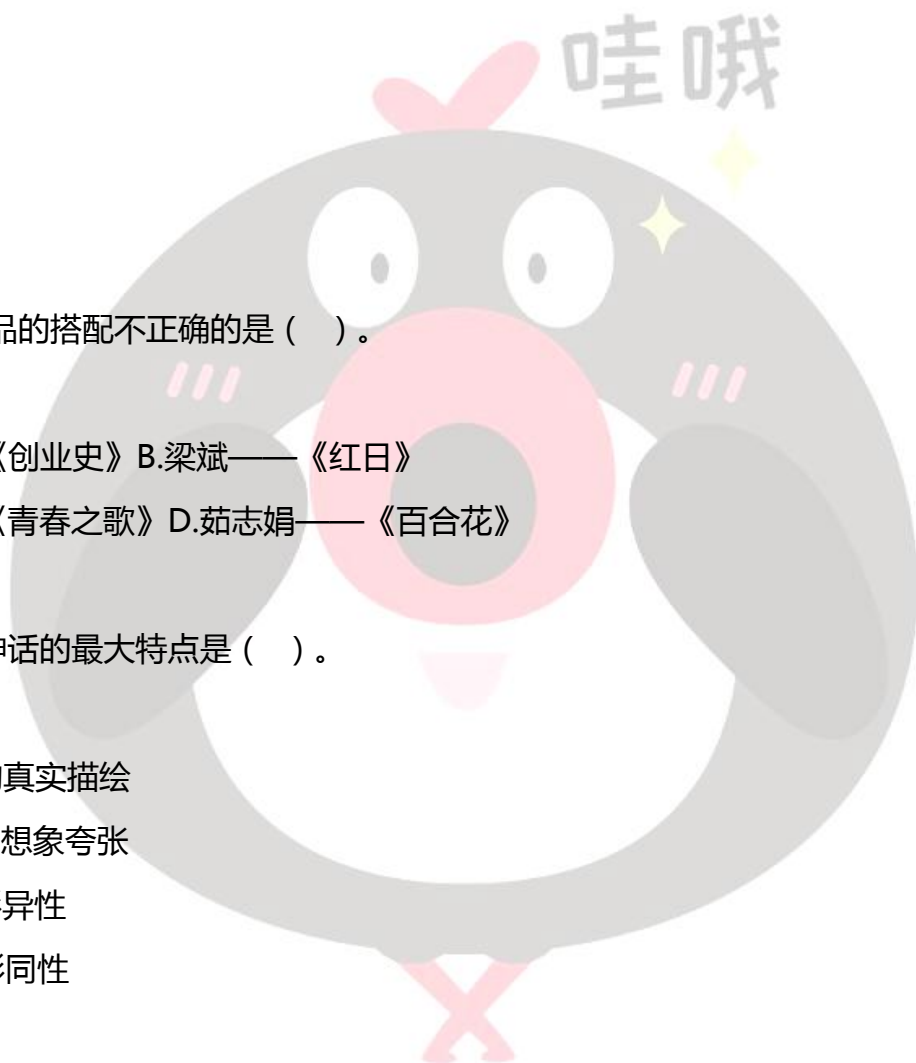 哇哦
品的搭配不正确的是（ ）。
《创业史》B.梁斌——《红日》
《青春之歌》D.茹志娟——《百合花》
神话的最大特点是（ ）。
真实描绘
想象夸张
异性
同性